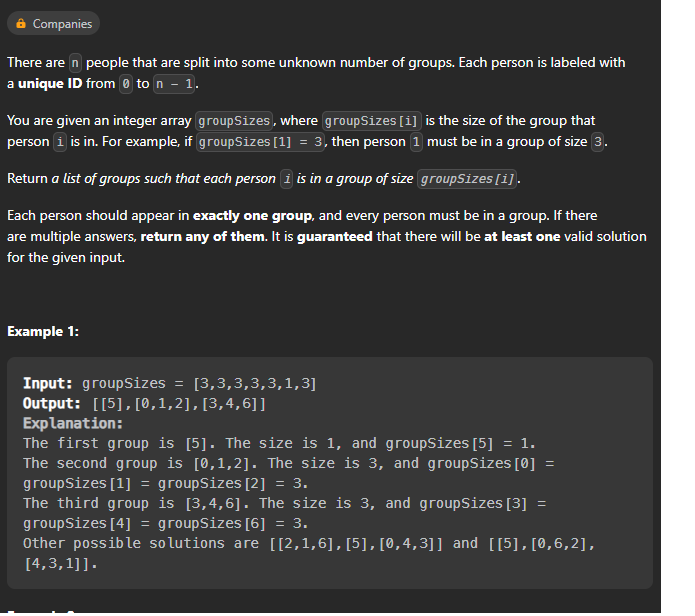 Companies
There are n people that are split into some unknown number of groups. Each person is labeled with
a unique ID from 0 to n - 1.
You are given an integer array groupSizes, where groupSizes[i] is the size of the group that
person i is in. For example, if groupSizes[1] = 3, then person 1 must be in a group of size 3.
Return a list of groups such that each person i is in a group of size groupSizes[i].
Each person should appear in exactly one group, and every person must be in a group. If there
are multiple answers, return any of them. It is guaranteed that there will be at least one valid solution
for the given input.
Example 1:
Input: groupSizes = [3,3,3,3,3,1,3]
Output: [[5],[0,1,2],[3,4,6]]
Explanation:
The first group is [5]. The size is 1, and groupSizes[5] = 1.
The second group is [0,1,2]. The size is 3, and groupSizes[0] =
groupSizes[1] = groupSizes[2] = 3.
The third group is [3,4,6]. The size is 3, and groupSizes[3] =
groupSizes[4] = groupSizes[6] = 3.
Other possible solutions are [[2,1,6],[5],[0,4,3]] and [[5],[0,6,2],
[4,3,1]].